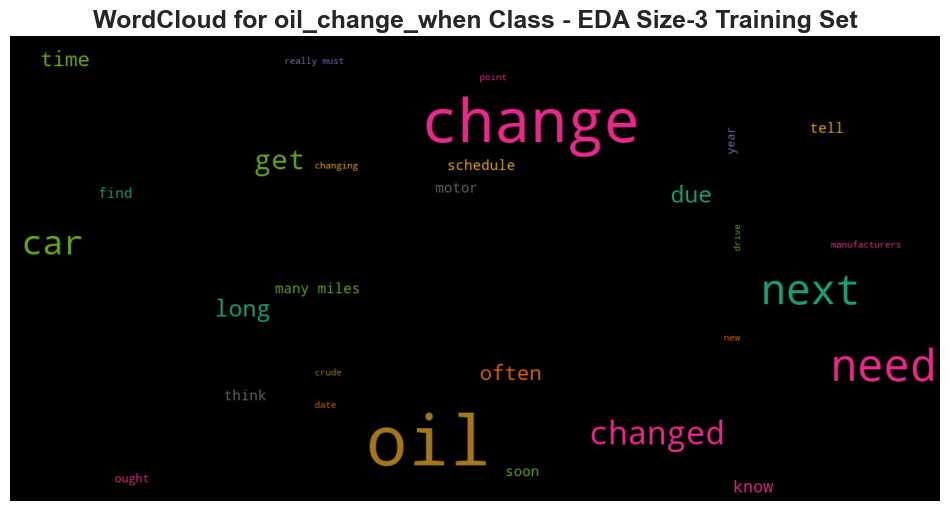 WordCloud for oil_change_when Class - EDA Size-3 Training Set
time
really must
point
change
tell
year
get
changing
schedule
motor
find
due
car
drive
manufacturers
many miles
next
long
new
need
crude
often
think
date
oil
changed
soon
ought
know